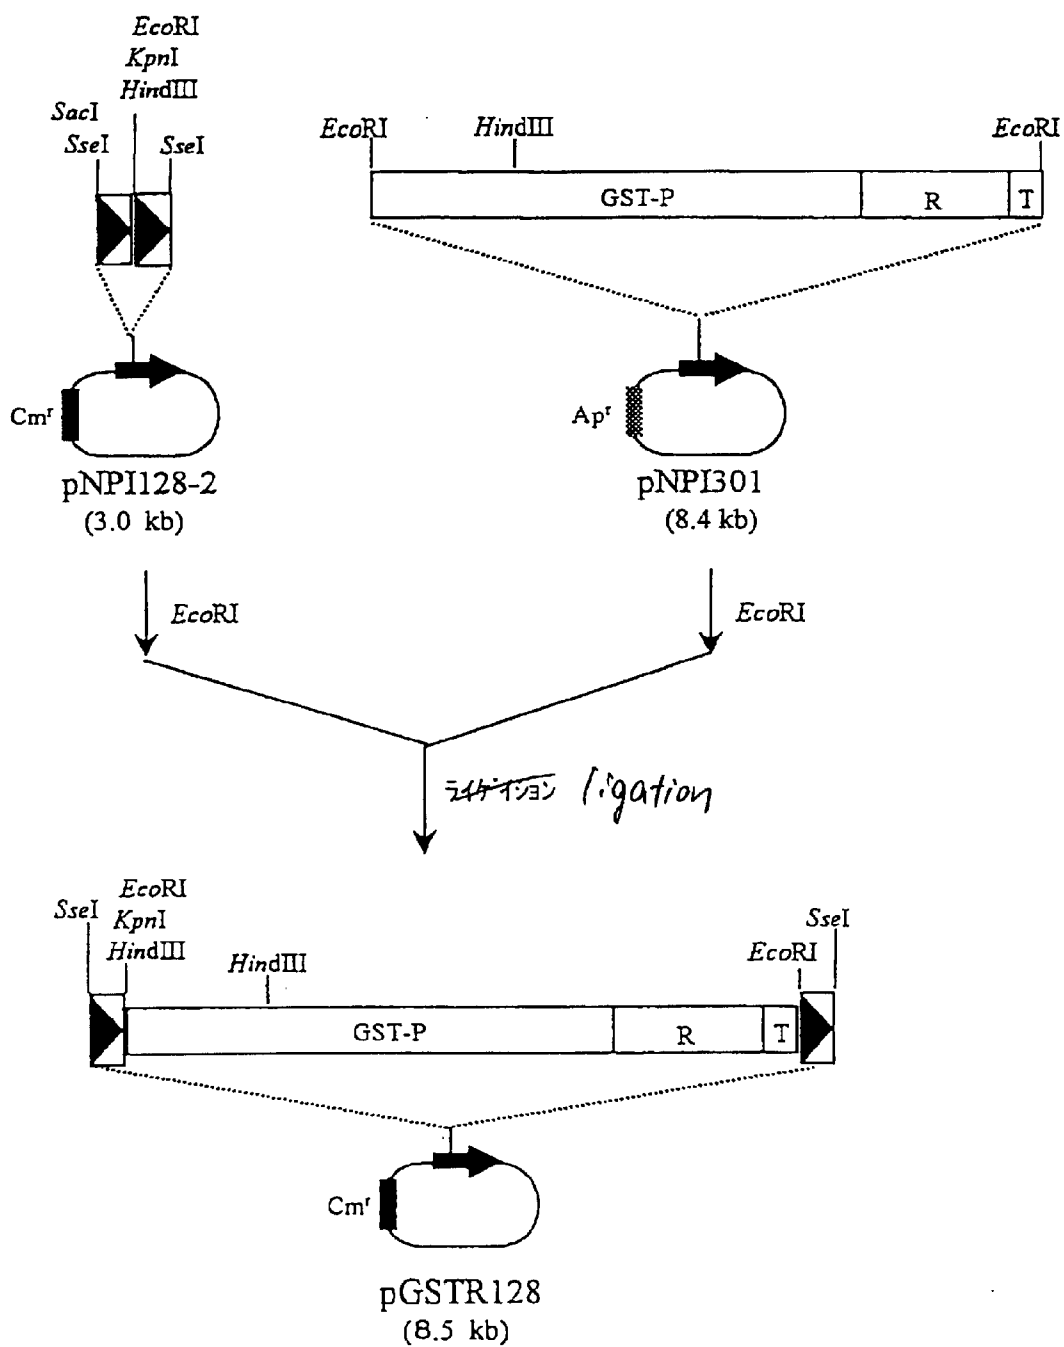 EcoRI
KpnI
HindIII
SacI
SseI
SseI
EcoRI
HindIII
EcoRI
GST-P
R
T
Cmʳ
Apʳ
pNPI128-2
(3.0 kb)
pNPI301
(8.4 kb)
EcoRI
EcoRI
ライゲイション ligation
SseI
EcoRI
KpnI
HindIII
HindIII
EcoRI
SseI
GST-P
R
T
Cmʳ
pGSTR128
(8.5 kb)